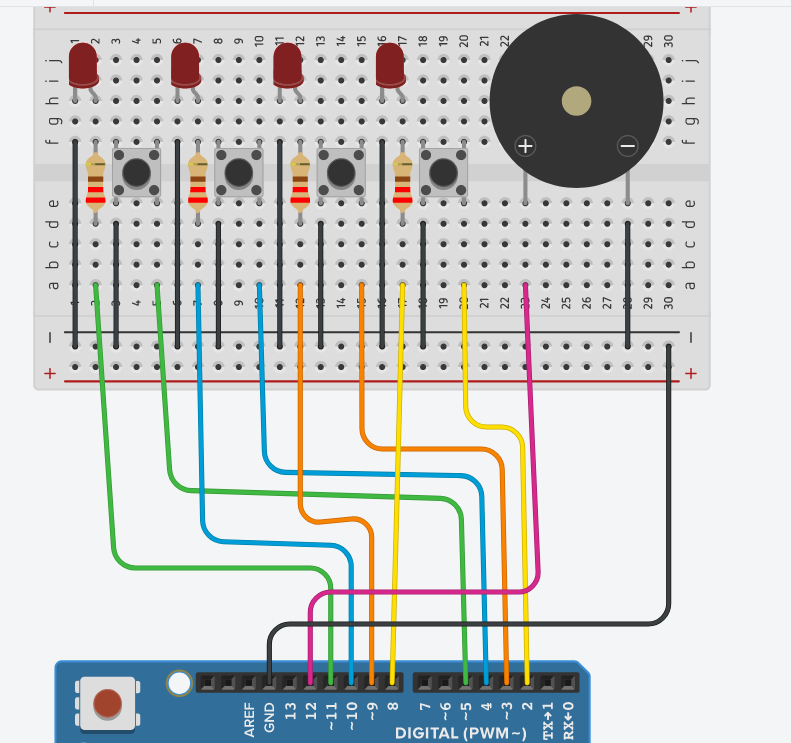 + +
1 2 3 4 5 6 7 8 9 10 11 12 13 14 15 16 17 18 19 20 21 22 29 30
j j
i i
h h
g g
f f
+ −
e e
d d
c c
b b
a a
1 2 3 4 5 6 7 8 9 10 11 12 13 14 15 16 17 18 19 20 21 22 23 24 25 26 27 28 29 30
− −
+ +
AREF GND 13 12 ~11 ~10 ~9 8 7 ~6 ~5 4 ~3 2 TX→1 RX←0
DIGITAL (PWM~)